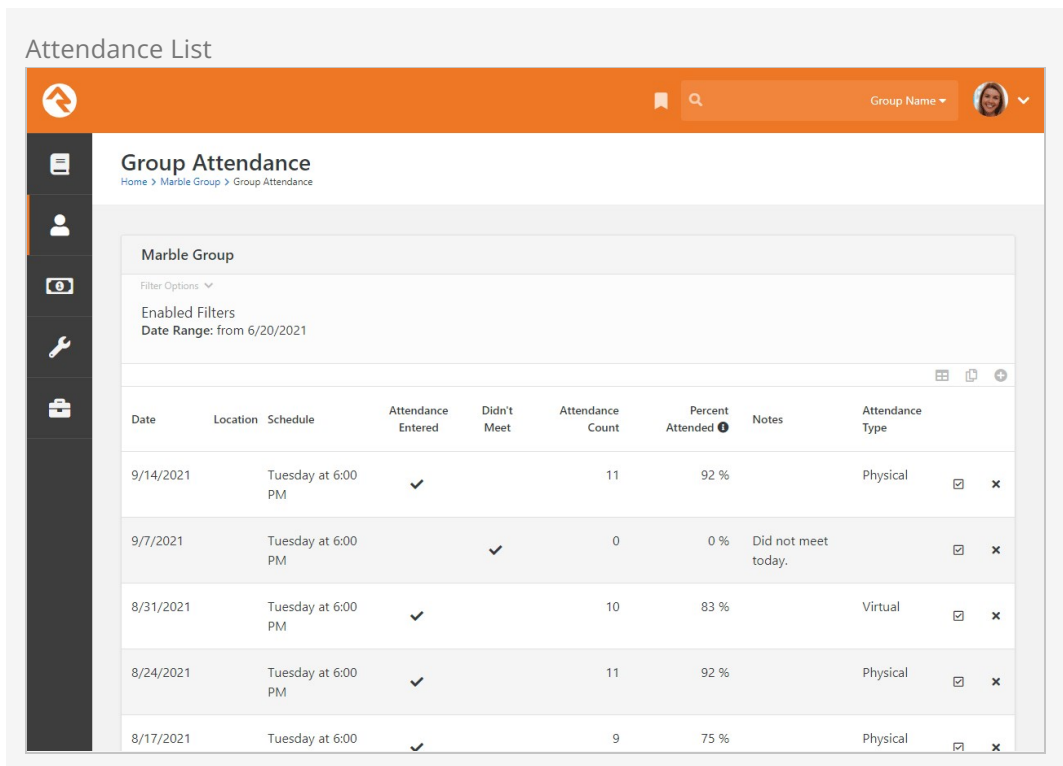 Attendance List
Group Name
Group Attendance
Home > Marble Group > Group Attendance
Marble Group
Filter Options
Enabled Filters
Date Range: from 6/20/2021
Date Location Schedule Attendance Entered Didn't Meet Attendance Count Percent Attended Notes Attendance Type
9/14/2021 Tuesday at 6:00 PM 11 92 % Physical
9/7/2021 Tuesday at 6:00 PM 0 0 % Did not meet today.
8/31/2021 Tuesday at 6:00 PM 10 83 % Virtual
8/24/2021 Tuesday at 6:00 PM 11 92 % Physical
8/17/2021 Tuesday at 6:00 9 75 % Physical